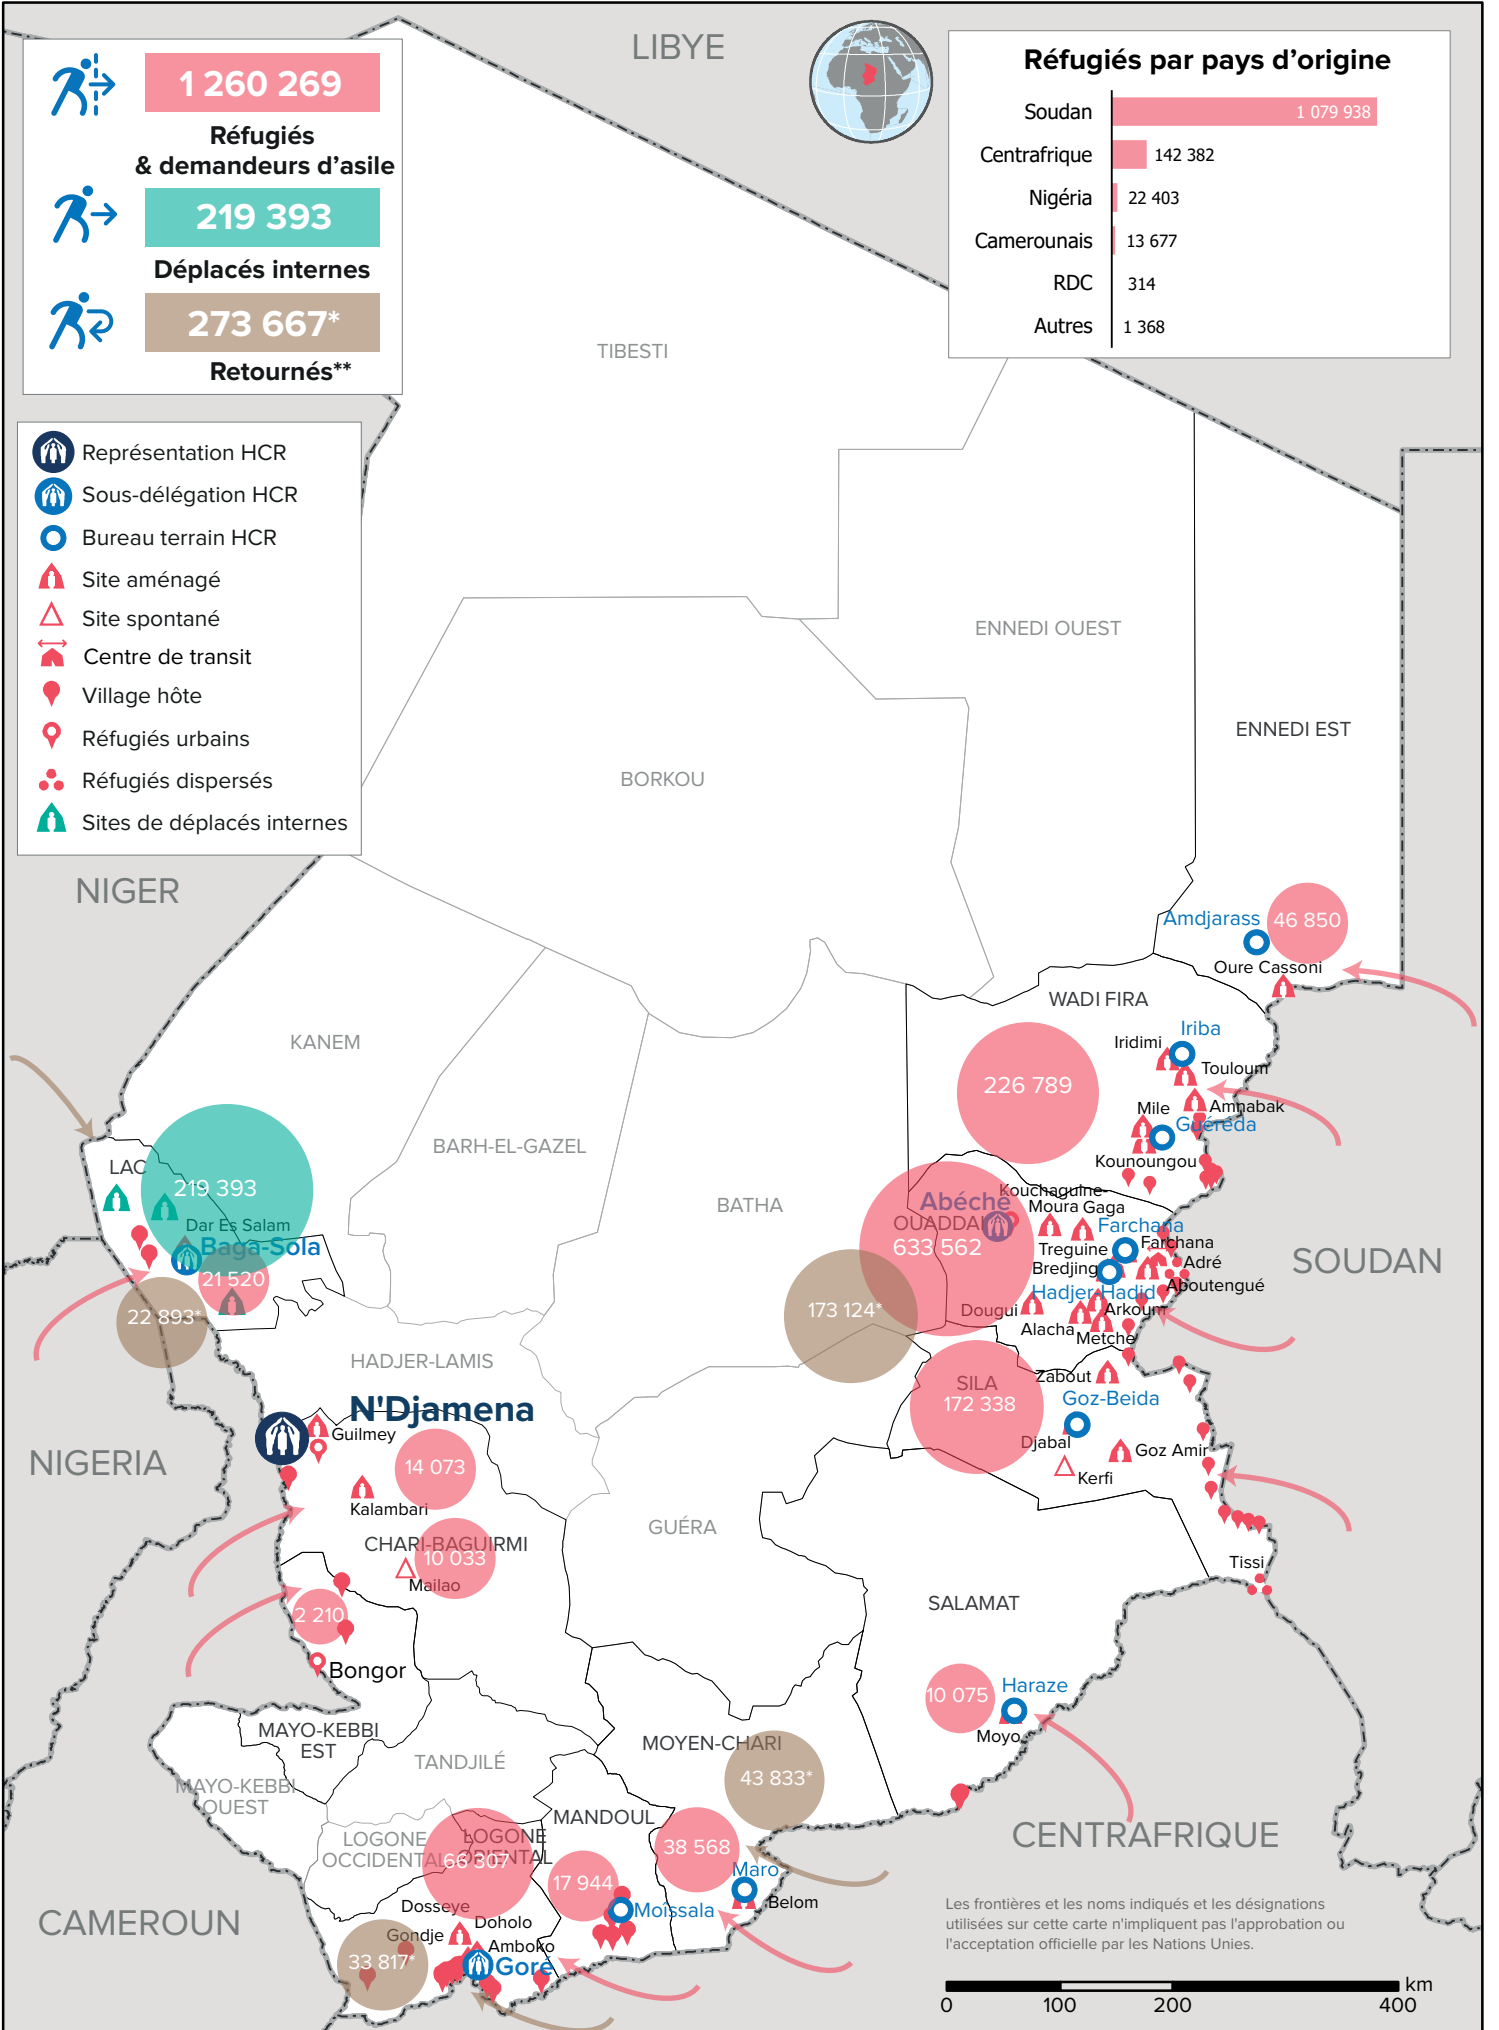 LIBYE
1 260 269
Réfugiés
& demandeurs d’asile
219 393
Déplacés internes
273 667*
Retournés**
Réfugiés par pays d’origine
Soudan
1 079 938
Centrafrique
142 382
Nigéria
22 403
Camerounais
13 677
RDC
314
Autres
1 368
Représentation HCR
Sous-délégation HCR
Bureau terrain HCR
Site aménagé
Site spontané
Centre de transit
Village hôte
Réfugiés urbains
Réfugiés dispersés
Sites de déplacés internes
TIBESTI
ENNEDI OUEST
ENNEDI EST
BORKOU
NIGER
Amdjarass
46 850
Oure Cassoni
WADI FIRA
KANEM
Iriba
Iridimi
Touloum
226 789
Amnabak
Mile
Guéréda
Kounoungou
BARH-EL-GAZEL
LAC
219 393
Dar Es Salam
Baga-Sola
21 520
22 893*
BATHA
Abéché
OUADDAI
633 562
Kouchaguine-
Moura
Gaga
Farchana
Farchana
Treguine
Bredjing
Adré
Aboutengué
Hadjer Hadid
Arkoum
Dougui
Alacha
Metche
173 124*
SOUDAN
HADJER-LAMIS
SILA
172 338
Zabout
Goz-Beida
Djabal
Goz Amir
Kerfi
N'Djamena
Guilmey
14 073
Kalambari
NIGERIA
CHARI-BAGUIRMI
10 033
Mailao
GUÉRA
Tissi
SALAMAT
2 210
Bongor
10 075
Haraze
Moyo
MAYO-KEBBI
EST
MAYO-KEBBI
OUEST
TANDJILÉ
MOYEN-CHARI
43 833*
MANDOUL
LOGONE
OCCIDENTAL
LOGONE
ORIENTAL
66 307
38 568
17 944
Maro
Belom
Moissala
CENTRAFRIQUE
CAMEROUN
Dosseye
Doholo
Gondje
Amboko
Goré
33 817*
Les frontières et les noms indiqués et les désignations
utilisées sur cette carte n'impliquent pas l'approbation ou
l'acceptation officielle par les Nations Unies.
km
0
100
200
400